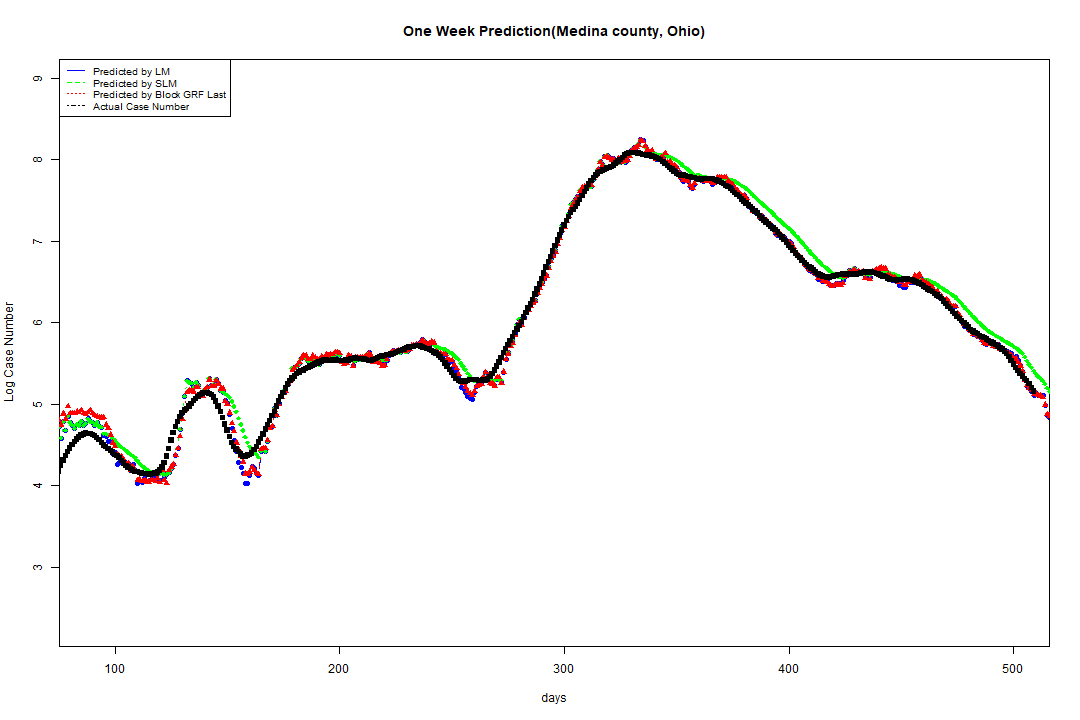 One Week Prediction(Medina county, Ohio)
Predicted by LM
Predicted by SLM
Predicted by Block GRF Last
Actual Case Number
Log Case Number
9
8
7
6
5
4
3
100 200 300 400 500
days